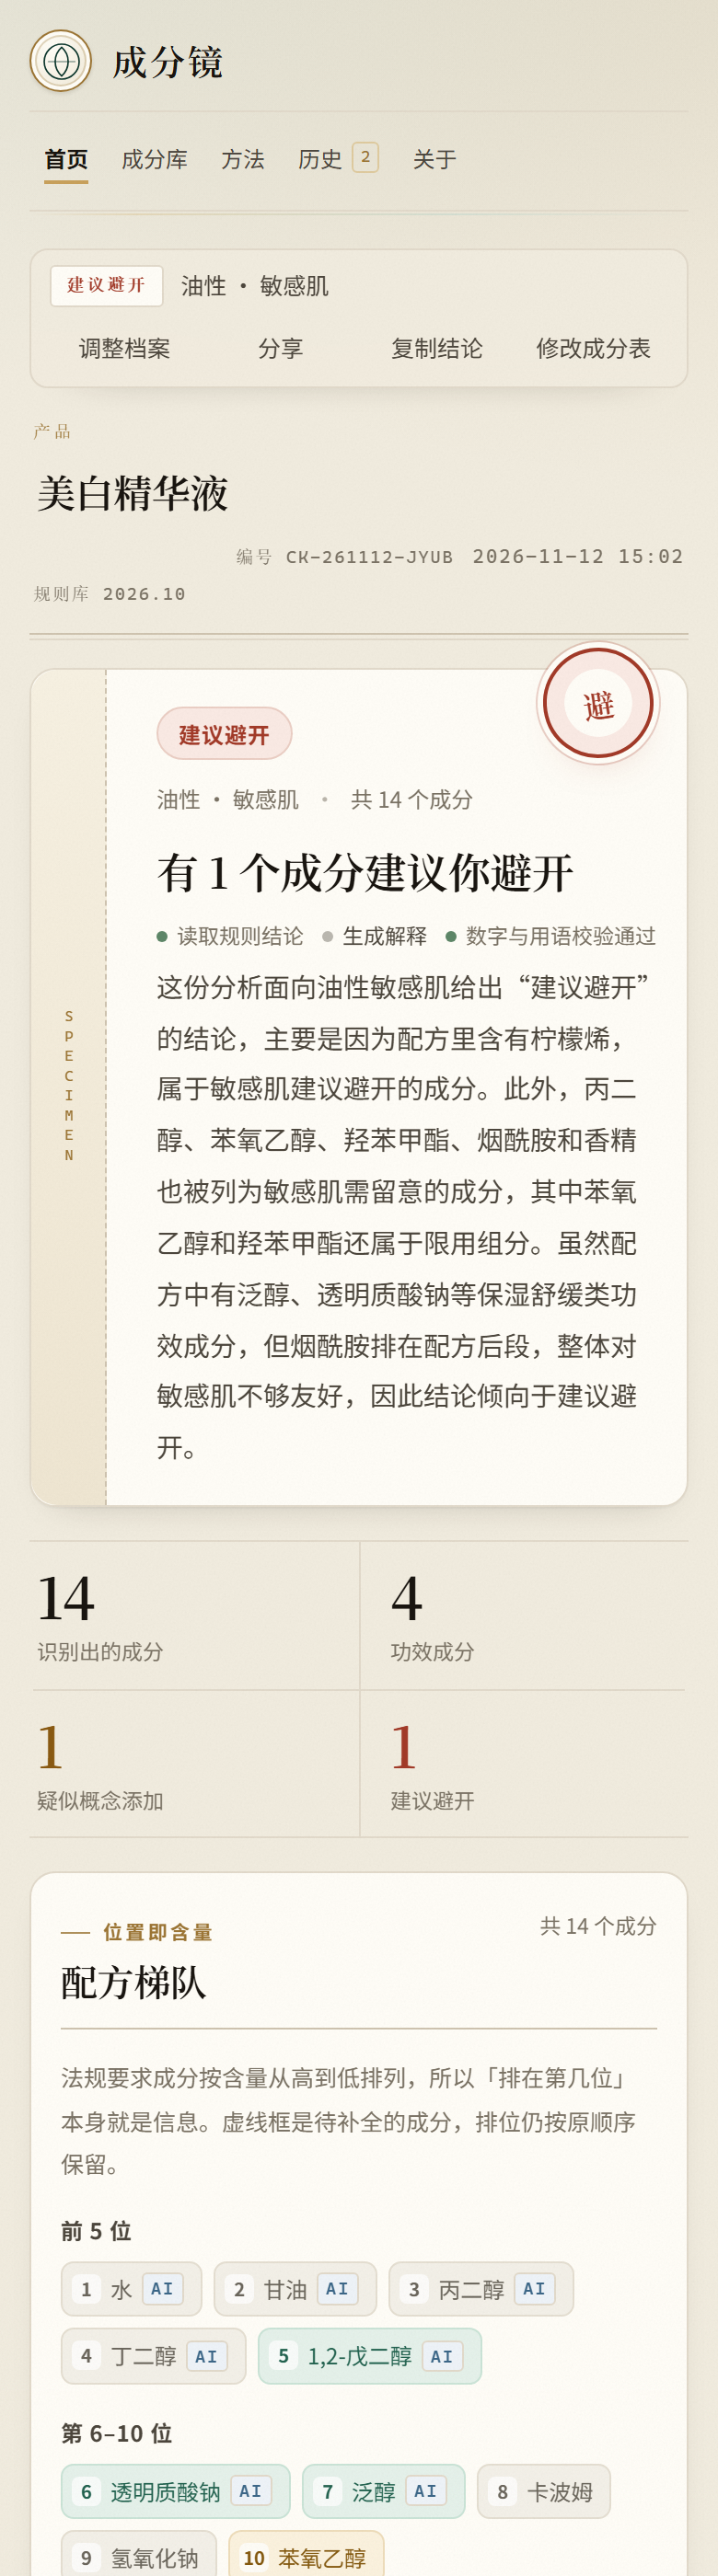 成分镜
首页 成分库 方法 历史 2 关于
建议避开 油性 · 敏感肌
调整档案 分享 复制结论 修改成分表
产品
美白精华液
编号 CK-261112-JYUB 2026-11-12 15:02
规则库 2026.10
避
建议避开
油性 · 敏感肌 · 共 14 个成分
有 1 个成分建议你避开
读取规则结论 生成解释 数字与用语校验通过
SPECIMEN
这份分析面向油性敏感肌给出“建议避开”
的结论，主要是因为配方里含有柠檬烯，
属于敏感肌建议避开的成分。此外，丙二
醇、苯氧乙醇、羟苯甲酯、烟酰胺和香精
也被列为敏感肌需留意的成分，其中苯氧
乙醇和羟苯甲酯还属于限用组分。虽然配
方中有泛醇、透明质酸钠等保湿舒缓类功
效成分，但烟酰胺排在配方后段，整体对
敏感肌不够友好，因此结论倾向于建议避
开。
14 4
识别出的成分 功效成分
1 1
疑似概念添加 建议避开
位置即含量 共 14 个成分
配方梯队
法规要求成分按含量从高到低排列，所以「排在第几位」
本身就是信息。虚线框是待补全的成分，排位仍按原顺序
保留。
前 5 位
1 水 AI 2 甘油 AI 3 丙二醇 AI
4 丁二醇 AI 5 1,2-戊二醇 AI
第 6–10 位
6 透明质酸钠 AI 7 泛醇 AI 8 卡波姆
9 氢氧化钠 10 苯氧乙醇